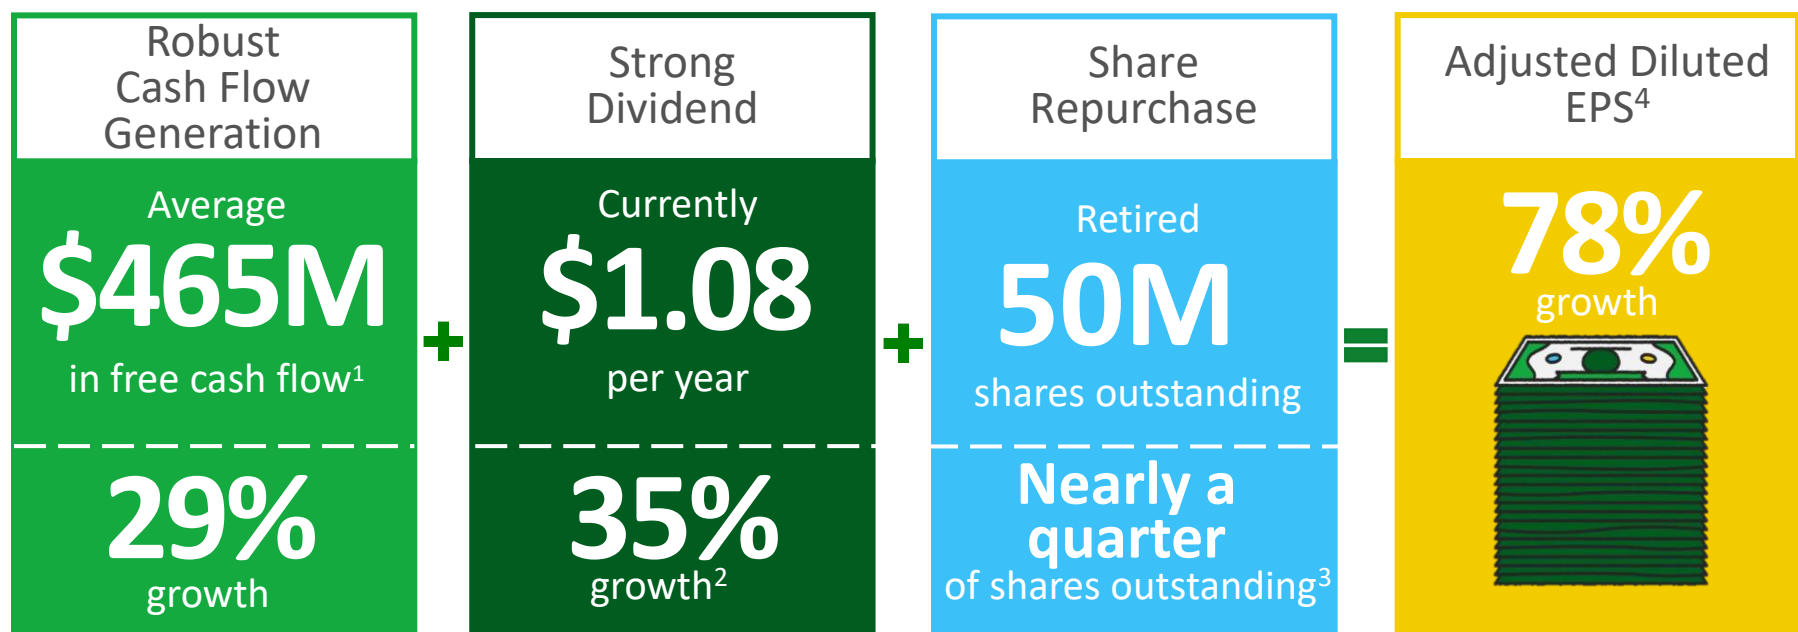 Robust
Cash Flow
Generation
Average
$465M
in free cash flow¹
29%
growth
+
Strong
Dividend
Currently
$1.08
per year
35%
growth²
+
Share
Repurchase
Retired
50M
shares outstanding
Nearly a
quarter
of shares outstanding³
=
Adjusted Diluted
EPS⁴
78%
growth